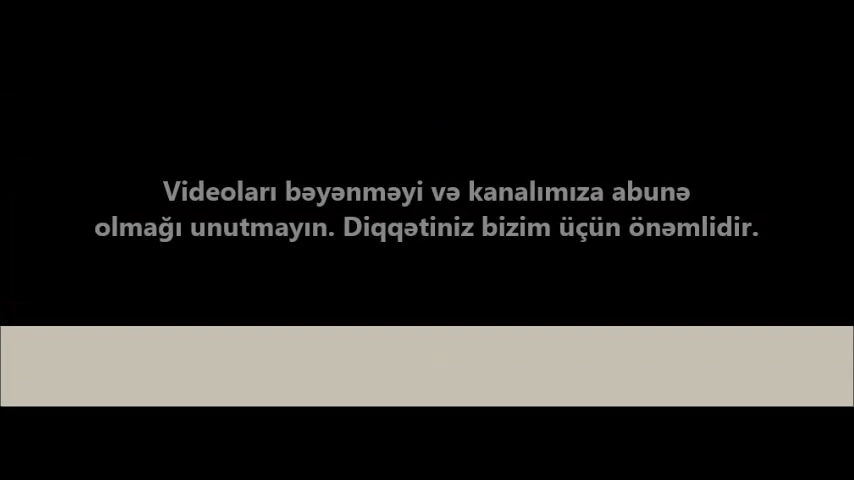 Videoları bəyənməyi və kanalımıza abunə
olmağı unutmayın. Diqqətiniz bizim üçün önəmlidir.